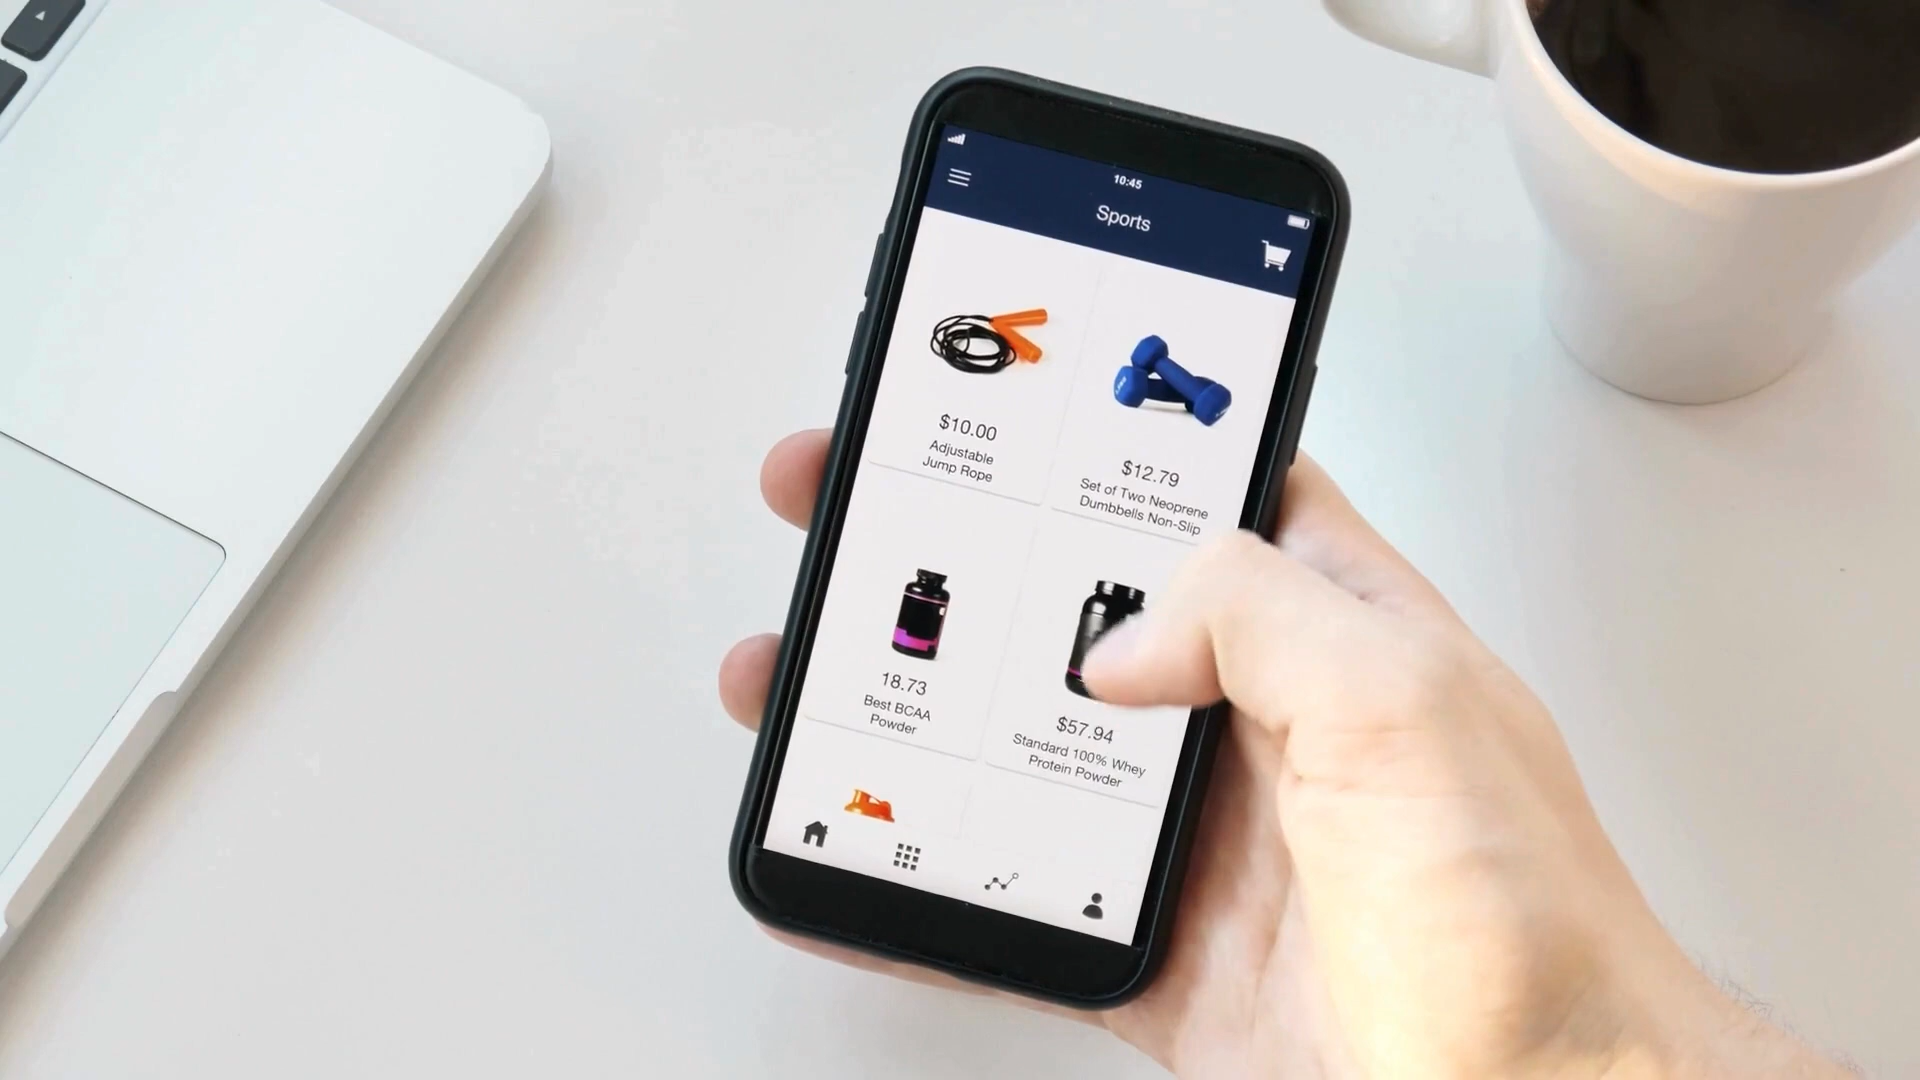 10:45
Sports
$10.00
Adjustable
Jump Rope
$12.79
Set of Two Neoprene
Dumbbells Non-Slip
18.73
Best BCAA
Powder
$57.94
Standard 100% Whey
Protein Powder